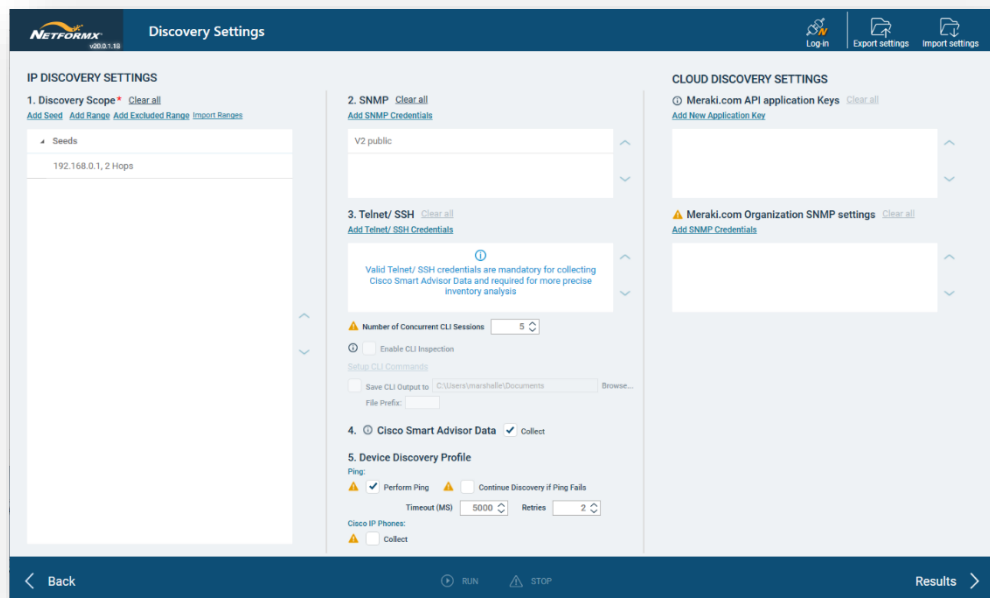 NETFORMX
v20.0.1.18
Discovery Settings
Log-in
Export settings
Import settings
IP DISCOVERY SETTINGS
1. Discovery Scope* Clear all
Add Seed Add Range Add Excluded Range Import Ranges
Seeds
192.168.0.1, 2 Hops
2. SNMP Clear all
Add SNMP Credentials
V2 public
3. Telnet/ SSH Clear all
Add Telnet/ SSH Credentials
Valid Telnet/ SSH credentials are mandatory for collecting
Cisco Smart Advisor Data and required for more precise
inventory analysis
Number of Concurrent CLI Sessions 5
Enable CLI Inspection
Setup CLI Commands
Save CLI Output to C:\Users\marshalle\Documents Browse...
File Prefix:
4. Cisco Smart Advisor Data Collect
5. Device Discovery Profile
Ping:
Perform Ping Continue Discovery if Ping Fails
Timeout (MS) 5000 Retries 2
Cisco IP Phones:
Collect
CLOUD DISCOVERY SETTINGS
Meraki.com API application Keys Clear all
Add New Application Key
Meraki.com Organization SNMP settings Clear all
Add SNMP Credentials
Back
RUN
STOP
Results